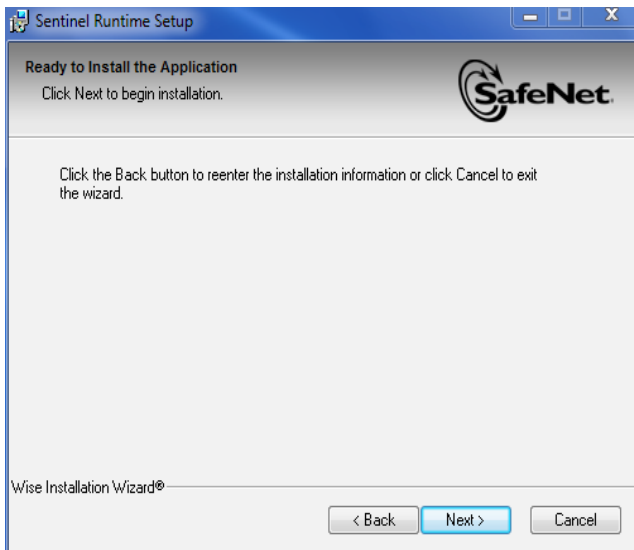 Sentinel Runtime Setup
Ready to Install the Application
Click Next to begin installation.
SafeNet.
Click the Back button to reenter the installation information or click Cancel to exit
the wizard.
Wise Installation Wizard®
< Back Next > Cancel